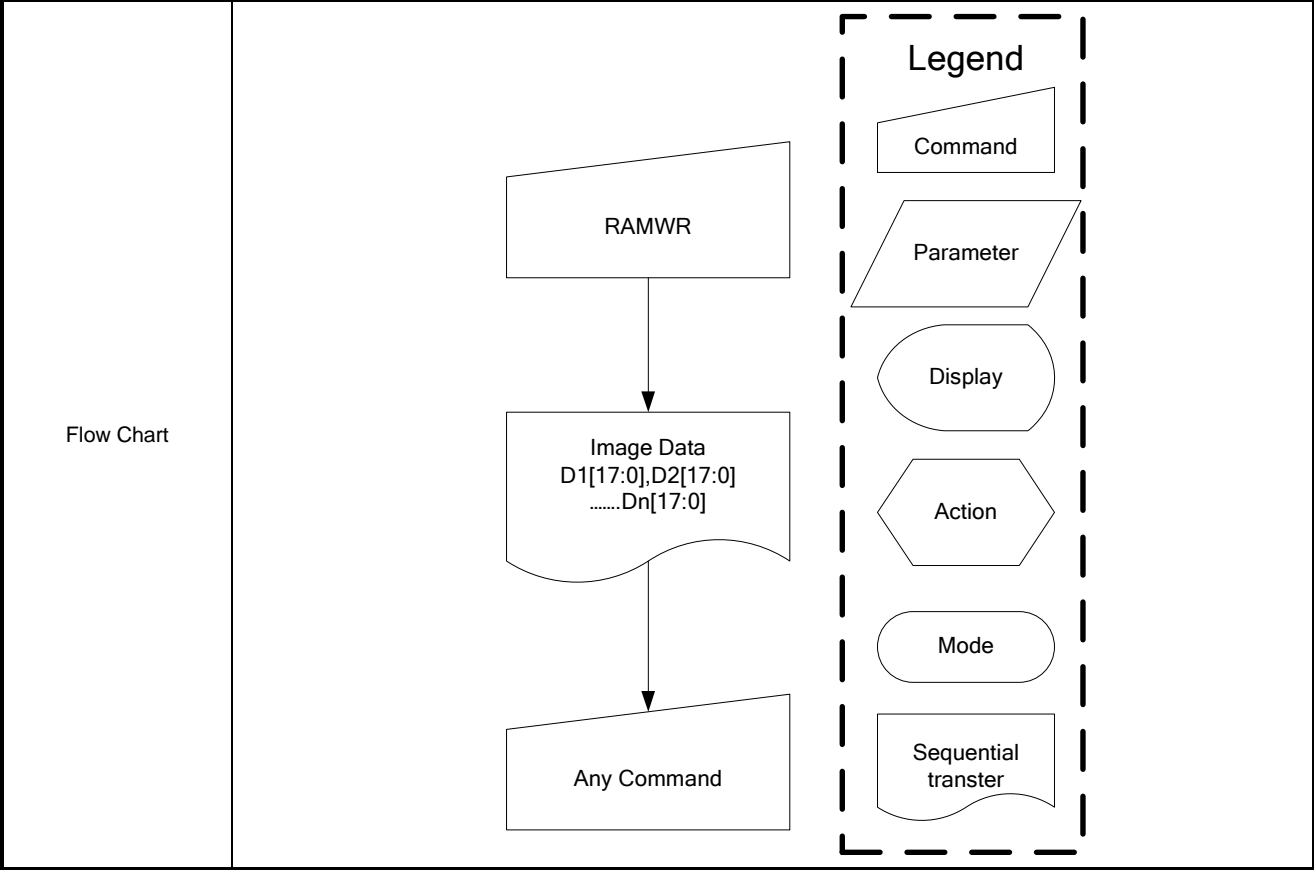 Flow Chart
RAMWR
Image Data
D1[17:0],D2[17:0]
.......Dn[17:0]
Any Command
Legend
Command
Parameter
Display
Action
Mode
Sequential
transter